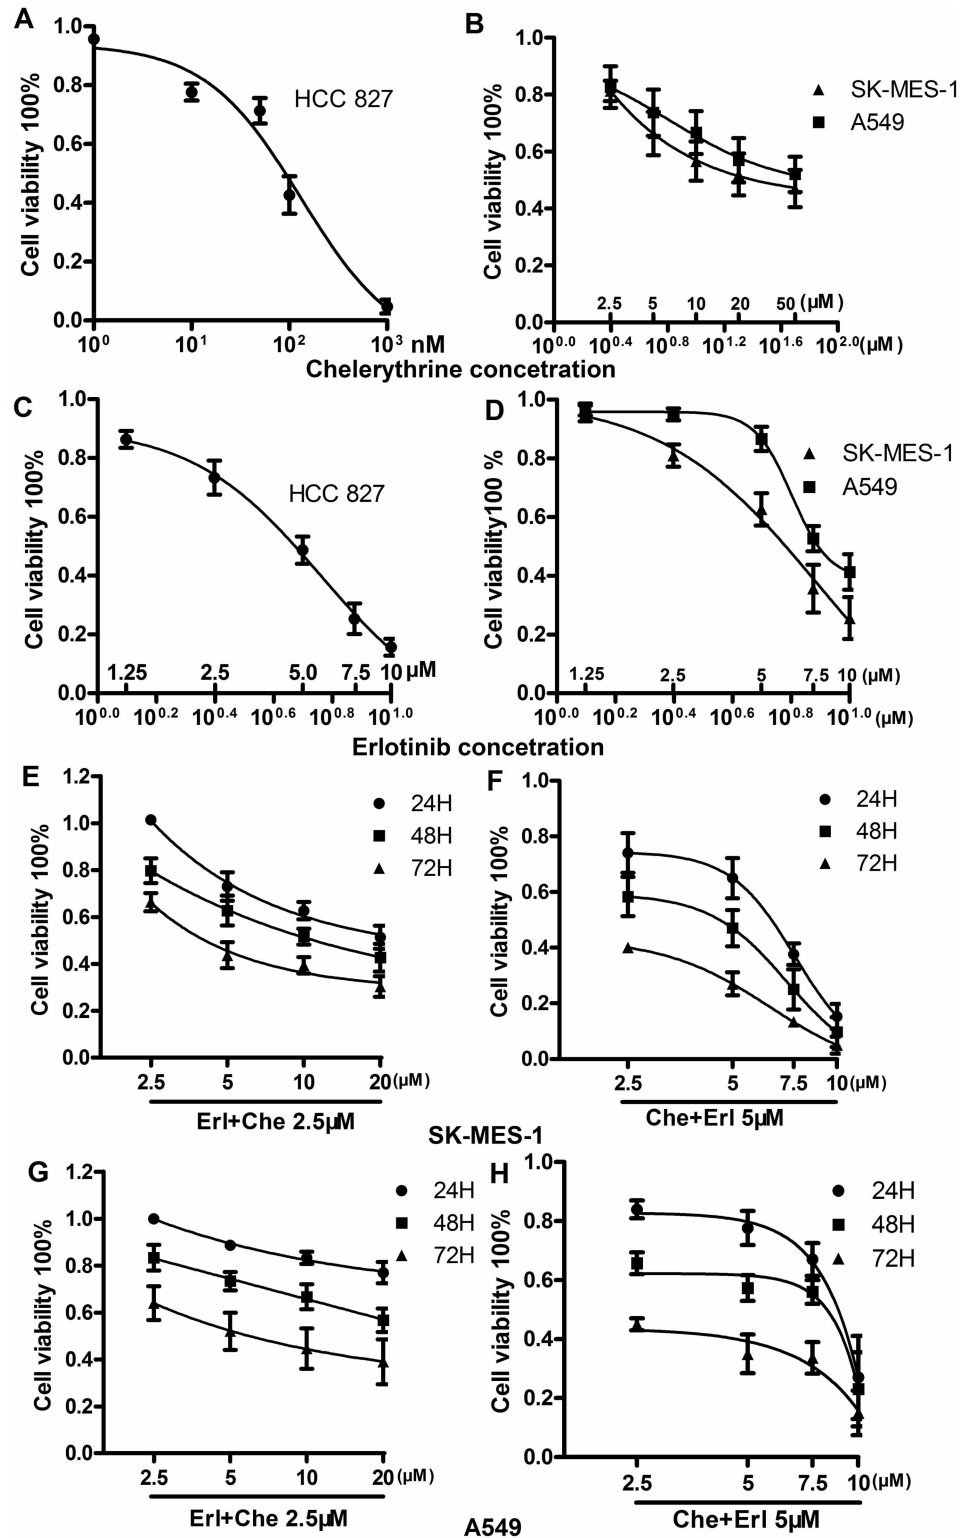 A
Cell viability 100%
1.0
0.8
0.6
0.4
0.2
0.0
HCC 827
10^0 10^1 10^2 10^3 nM
B
Cell viability 100%
1.0
0.8
0.6
0.4
0.2
0.0
SK-MES-1
A549
2.5 5 10 20 50 (μM)
10^0.0 10^0.4 10^0.8 10^1.2 10^1.6 10^2.0 (μM)
Chelerythrine concetration
C
Cell viability 100%
1.0
0.8
0.6
0.4
0.2
0.0
HCC 827
1.25 2.5 5.0 7.5 10 μM
10^0.0 10^0.2 10^0.4 10^0.6 10^0.8 10^1.0
D
Cell viability100 %
1.0
0.8
0.6
0.4
0.2
0.0
SK-MES-1
A549
1.25 2.5 5 7.5 10 (μM)
10^0.0 10^0.2 10^0.4 10^0.6 10^0.8 10^1.0 (μM)
Erlotinib concetration
E
Cell viability 100%
1.2
1.0
0.8
0.6
0.4
0.2
0.0
24H
48H
72H
2.5 5 10 20 (μM)
Erl+Che 2.5μM
F
Cell viability 100%
1.0
0.8
0.6
0.4
0.2
0.0
24H
48H
72H
2.5 5 7.5 10 (μM)
Che+Erl 5μM
SK-MES-1
G
Cell viability 100%
1.2
1.0
0.8
0.6
0.4
0.2
0.0
24H
48H
72H
2.5 5 10 20 (μM)
Erl+Che 2.5μM
H
Cell viability 100%
1.0
0.8
0.6
0.4
0.2
0.0
24H
48H
72H
2.5 5 7.5 10 (μM)
Che+Erl 5μM
A549